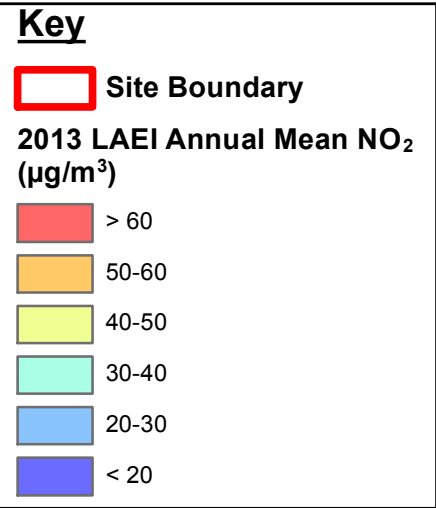 Key
Site Boundary
2013 LAEI Annual Mean NO₂
(µg/m³)
> 60
50-60
40-50
30-40
20-30
< 20